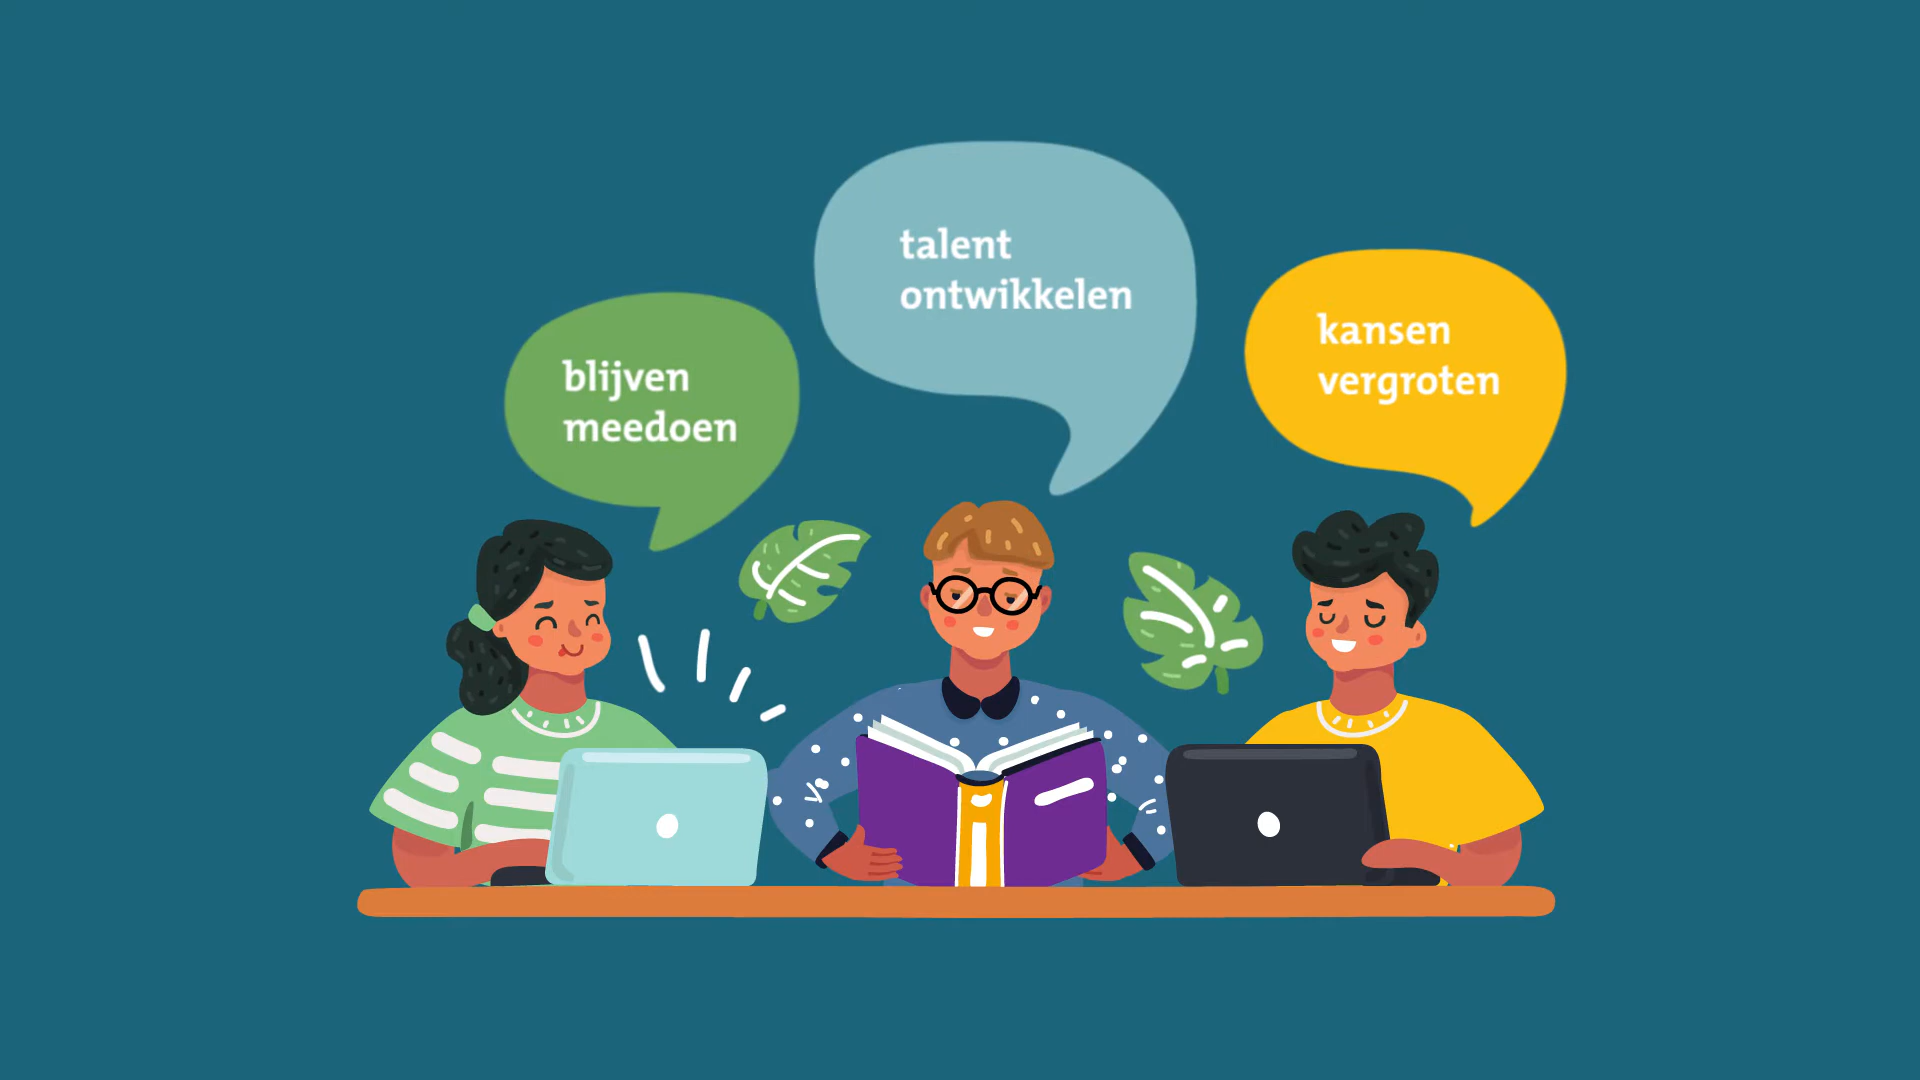 blijven
meedoen
talent
ontwikkelen
kansen
vergroten